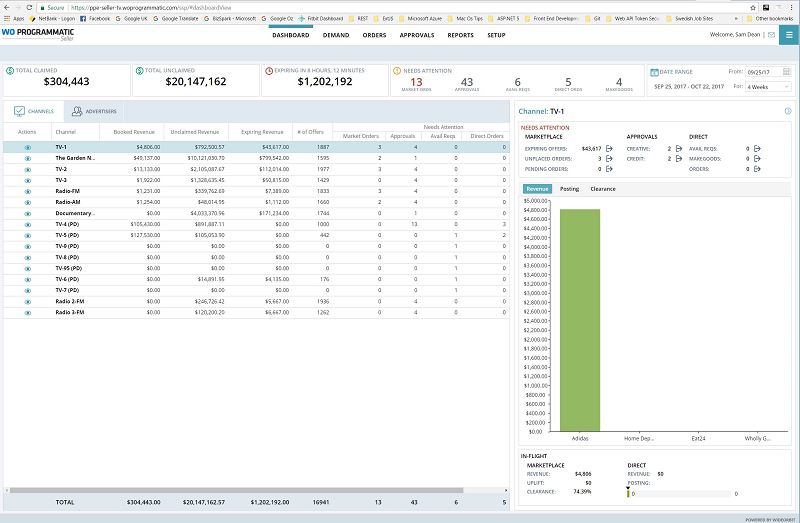 Secure | https://ppe-seller-tv.woprogrammatic.com/ssp/#dashboardView
Apps NetBank - Logon Facebook Google UK Google Translate BizSpark - Microsoft Google Oz Fitbit Dashboard REST ExtJS Microsoft Azure Mac Os Tips ASP.NET 5 Front End Developmen Git Web API Token Secu Swedish Job Sites » Other bookmarks
WO PROGRAMMATIC
Seller
DASHBOARD DEMAND ORDERS APPROVALS REPORTS SETUP
Welcome, Sam Dean |
TOTAL CLAIMED
$304,443
TOTAL UNCLAIMED
$20,147,162
EXPIRING IN 8 HOURS, 12 MINUTES
$1,202,192
NEEDS ATTENTION
13 43 6 5 4
MARKET ORDS APPROVALS AVAIL REQS DIRECT ORDS MAKEGOODS
DATE RANGE From: 09/25/17
SEP 25, 2017 - OCT 22, 2017 For: 4 Weeks
CHANNELS ADVERTISERS
Needs Attention
Actions Channel Booked Revenue Unclaimed Revenue Expiring Revenue # of Offers Market Orders Approvals Avail Reqs Direct Orders
TV-1 $4,806.00 $792,500.57 $43,617.00 1887 3 4 0 0
The Garden N... $49,137.00 $10,121,030.70 $799,542.00 1595 2 1 0 0
TV-2 $13,133.00 $2,105,087.67 $112,014.00 1977 3 4 0 0
TV-3 $1,922.00 $1,328,635.45 $50,815.00 1429 0 4 0 0
Radio-FM $1,231.00 $339,762.69 $7,389.00 1833 3 4 0 0
Radio-AM $1,254.00 $48,014.95 $1,112.00 1660 2 4 0 0
Documentary... $0.00 $4,033,370.96 $171,234.00 1744 0 1 0 0
TV-4 (PD) $105,430.00 $891,887.11 $0.00 1000 0 13 0 3
TV-5 (PD) $127,530.00 $105,053.90 $0.00 442 0 0 1 2
TV-9 (PD) $0.00 $0.00 $0.00 0 0 0 1 0
TV-8 (PD) $0.00 $0.00 $0.00 0 0 0 1 0
TV-95 (PD) $0.00 $0.00 $0.00 0 0 0 1 0
TV-6 (PD) $0.00 $14,891.95 $4,135.00 176 0 0 1 0
TV-7 (PD) $0.00 $0.00 $0.00 0 0 0 1 0
Radio 2-FM $0.00 $246,726.42 $5,667.00 1936 0 4 0 0
Radio 3-FM $0.00 $120,200.20 $6,667.00 1262 0 4 0 0
TOTAL $304,443.00 $20,147,162.57 $1,202,192.00 16941 13 43 6 5
Channel: TV-1
NEEDS ATTENTION
MARKETPLACE APPROVALS DIRECT
EXPIRING OFFERS: $43,617 CREATIVE: 2 AVAIL REQS: 0
UNPLACED ORDERS: 3 CREDIT: 2 MAKEGOODS: 0
PENDING ORDERS: 0 ORDERS: 0
Revenue Posting Clearance
$5,000.00
$4,800.00
$4,600.00
$4,400.00
$4,200.00
$4,000.00
$3,800.00
$3,600.00
$3,400.00
$3,200.00
$3,000.00
$2,800.00
$2,600.00
$2,400.00
$2,200.00
$2,000.00
$1,800.00
$1,600.00
$1,400.00
$1,200.00
$1,000.00
$800.00
$600.00
$400.00
$200.00
$0.00
Adidas Home Dep... Eat24 Wholly G...
IN-FLIGHT
MARKETPLACE DIRECT
REVENUE: $4,806 REVENUE: $0
UPLIFT: $0 POSTING:
CLEARANCE: 74.39% 0 0
POWERED BY WIDEORBIT